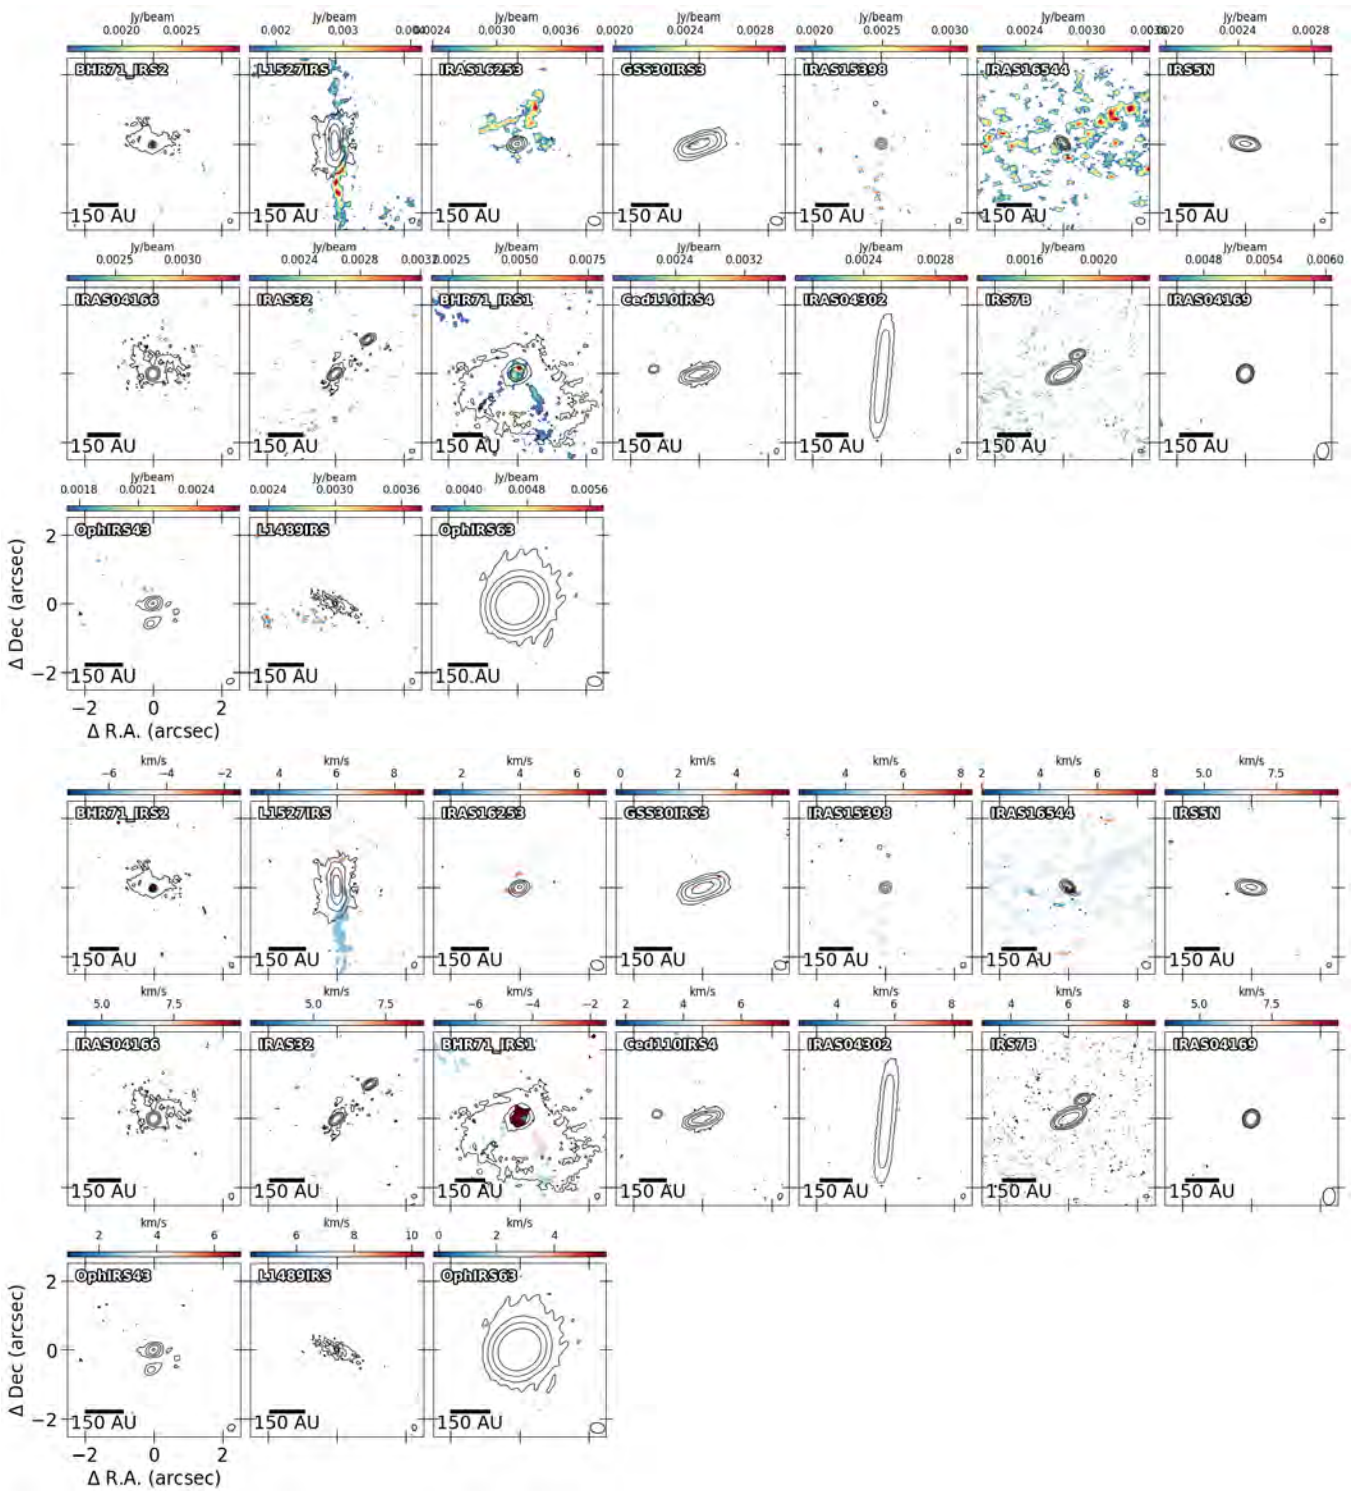 Jy/beam Jy/beam Jy/beam Jy/beam Jy/beam Jy/beam Jy/beam
0.0020 0.0025 0.002 0.003 0.0030 0.0036 0.0020 0.0024 0.0028 0.0020 0.0025 0.0030 0.0024 0.0030 0.0024 0.0028
BHR71_IRS2 L1527IRS IRAS16253 GSS30IRS3 IRAS15398 IRAS16544 IRS5N
150 AU 150 AU 150 AU 150 AU 150 AU 150 AU 150 AU
Jy/beam Jy/beam Jy/beam Jy/beam Jy/beam Jy/beam Jy/beam
0.0025 0.0030 0.0024 0.0028 0.0050 0.0075 0.0024 0.0032 0.0024 0.0028 0.0016 0.0020 0.0048 0.0054 0.0060
IRAS04166 IRAS32 BHR71_IRS1 Ced110IRS4 IRAS04302 IRS7B IRAS04169
150 AU 150 AU 150 AU 150 AU 150 AU 150 AU 150 AU
Jy/beam Jy/beam Jy/beam
0.0018 0.0021 0.0024 0.0024 0.0030 0.0036 0.0040 0.0048 0.0056
OphIRS43 L1489IRS OphIRS63
2
0
−2
Δ Dec (arcsec)
150 AU 150 AU 150 AU
−2 0 2
Δ R.A. (arcsec)
km/s km/s km/s km/s km/s km/s km/s
−6 −4 −2 4 6 8 2 4 6 0 2 4 4 6 8 2 4 6 8 5.0 7.5
BHR71_IRS2 L1527IRS IRAS16253 GSS30IRS3 IRAS15398 IRAS16544 IRS5N
150 AU 150 AU 150 AU 150 AU 150 AU 150 AU 150 AU
km/s km/s km/s km/s km/s km/s km/s
5.0 7.5 5.0 7.5 −6 −4 −2 2 4 6 4 6 8 4 6 8 5.0 7.5
IRAS04166 IRAS32 BHR71_IRS1 Ced110IRS4 IRAS04302 IRS7B IRAS04169
150 AU 150 AU 150 AU 150 AU 150 AU 150 AU 150 AU
km/s km/s km/s
2 4 6 6 8 10 0 2 4
OphIRS43 L1489IRS OphIRS63
2
0
−2
Δ Dec (arcsec)
150 AU 150 AU 150 AU
−2 0 2
Δ R.A. (arcsec)